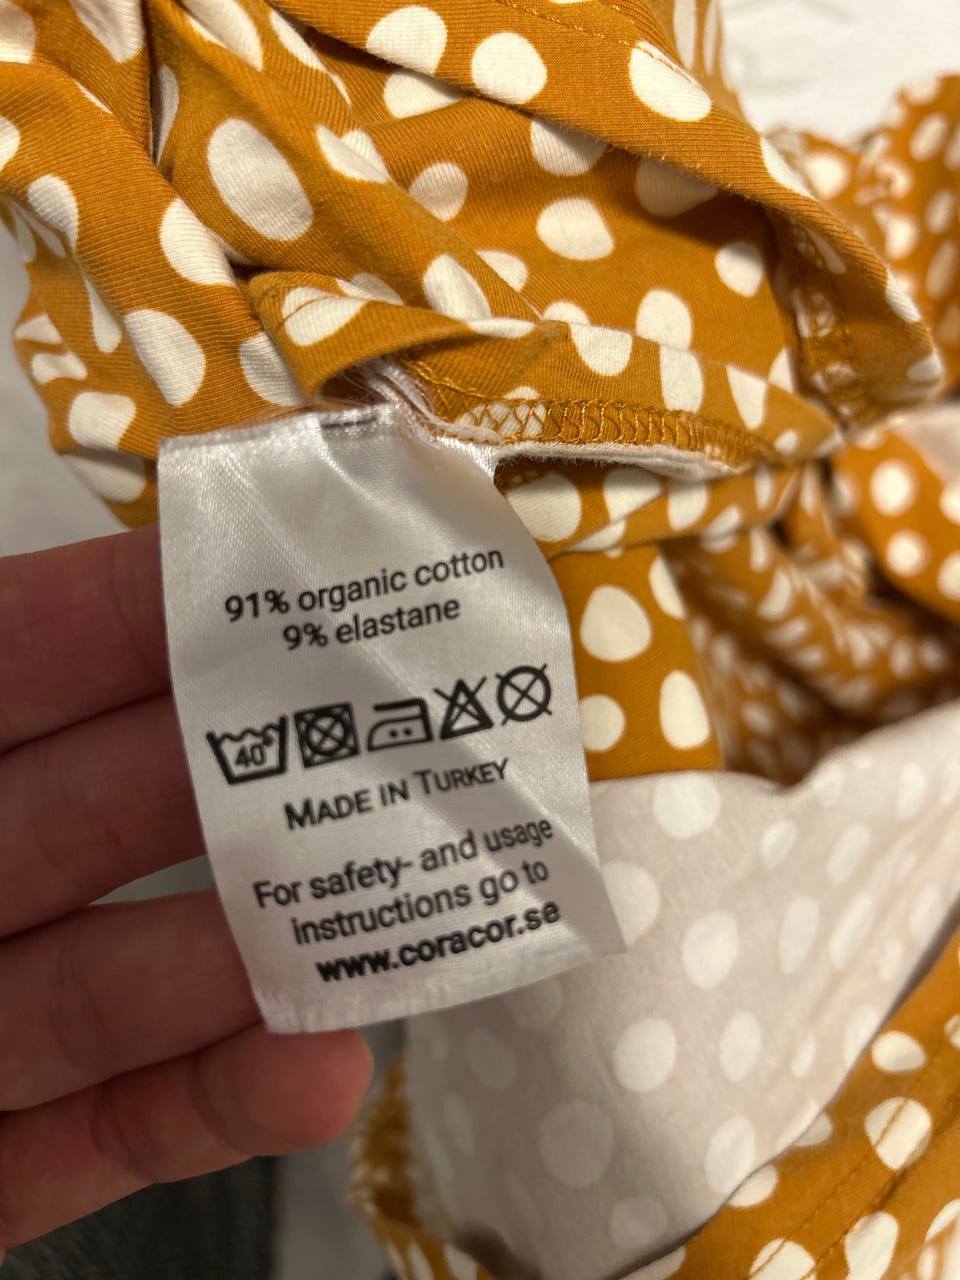 91% organic cotton
9% elastane
40°
MADE IN TURKEY
For safety- and usage
instructions go to
www.coracor.se